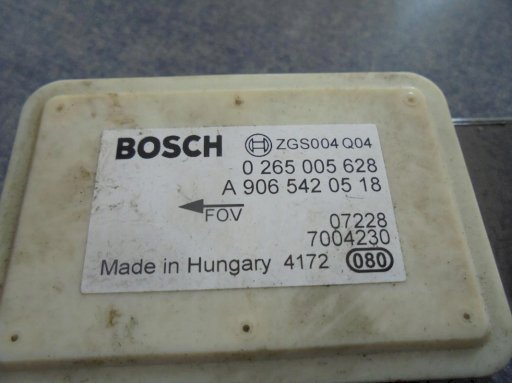 BOSCH ZGS004 Q04
0 265 005 628
A 906 542 05 18
FOV
07228
7004230
Made in Hungary 4172 080